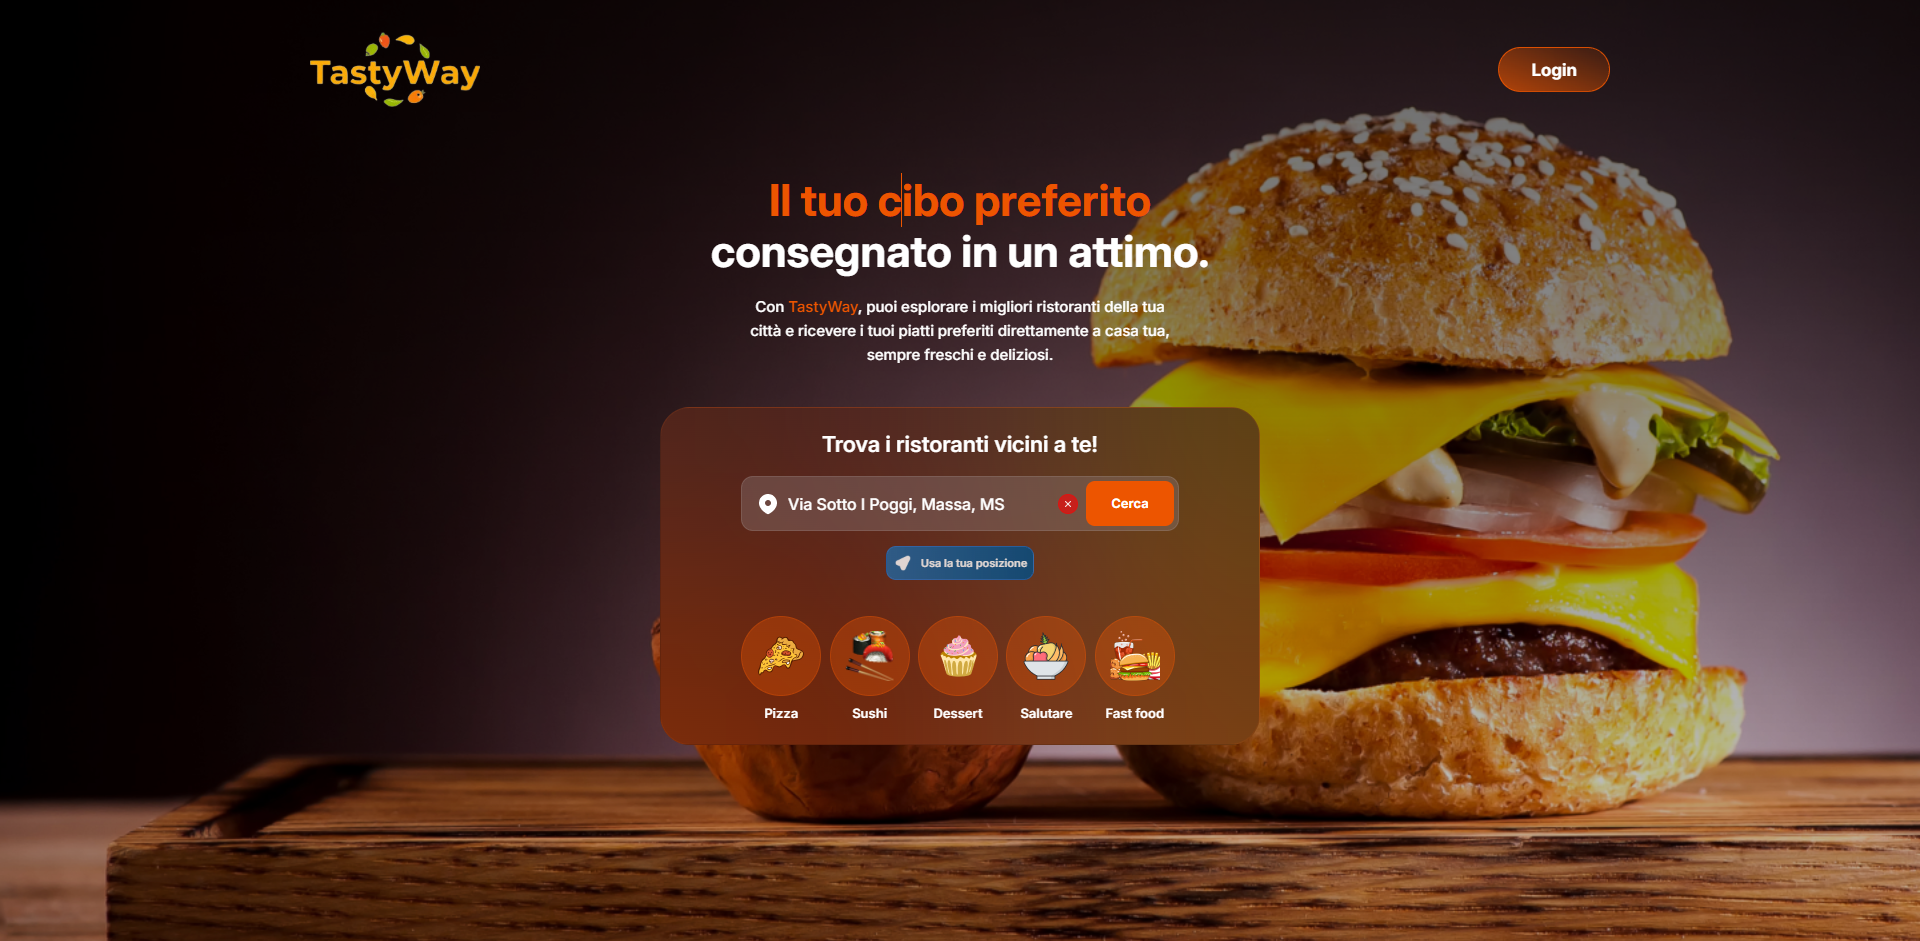 TastyWay
Login
Il tuo cibo preferito
consegnato in un attimo.
Con TastyWay, puoi esplorare i migliori ristoranti della tua
città e ricevere i tuoi piatti preferiti direttamente a casa tua,
sempre freschi e deliziosi.
Trova i ristoranti vicini a te!
Via Sotto I Poggi, Massa, MS
Cerca
Usa la tua posizione
Pizza
Sushi
Dessert
Salutare
Fast food